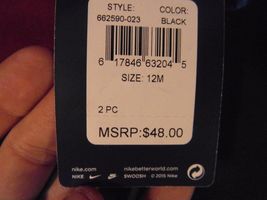 STYLE: COLOR:
662590-023 BLACK
6 17846 63204 5
SIZE: 12M
2 PC
MSRP:$48.00
nike.com nikebetterworld.com
NIKE SWOOSH © 2015 Nike